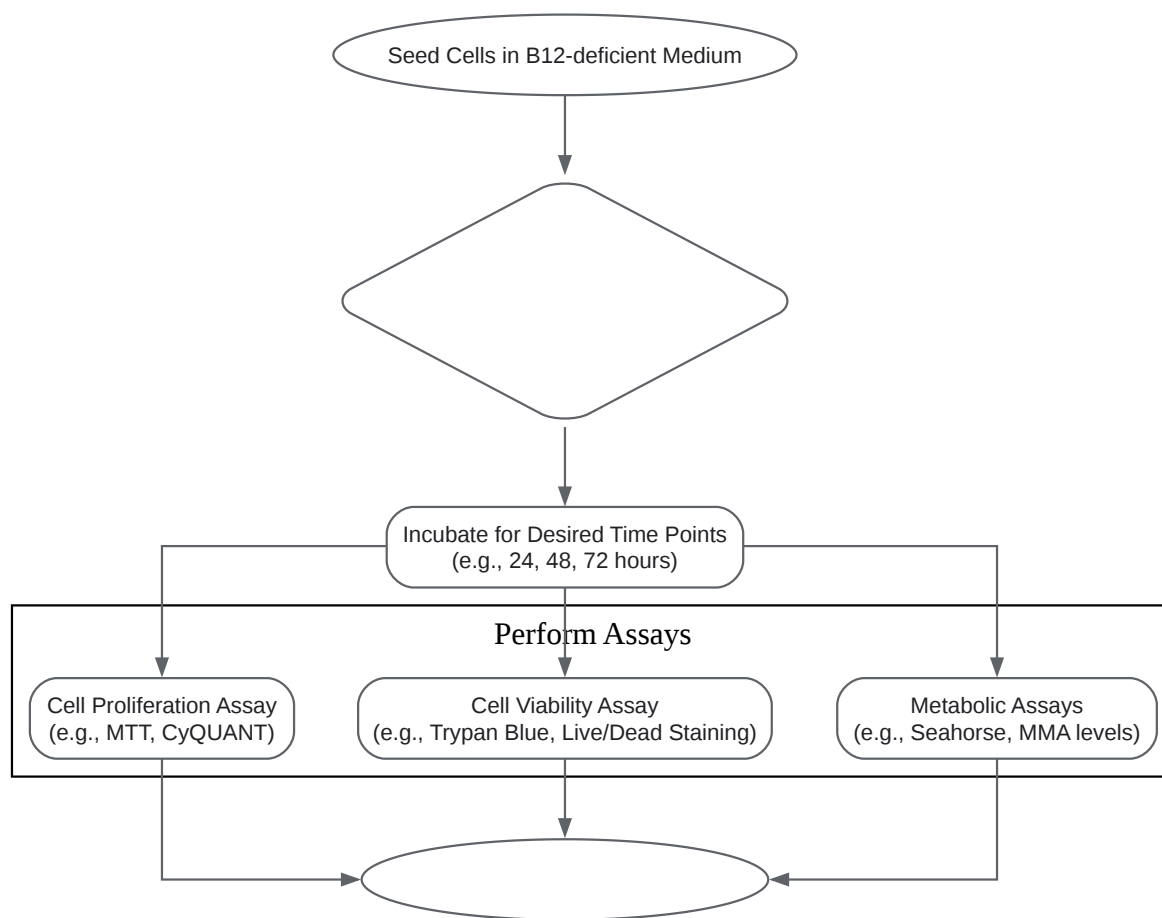 Seed Cells in B12-deficient Medium
Incubate for Desired Time Points
(e.g., 24, 48, 72 hours)
Perform Assays
Cell Proliferation Assay
(e.g., MTT, CyQUANT)
Cell Viability Assay
(e.g., Trypan Blue, Live/Dead Staining)
Metabolic Assays
(e.g., Seahorse, MMA levels)